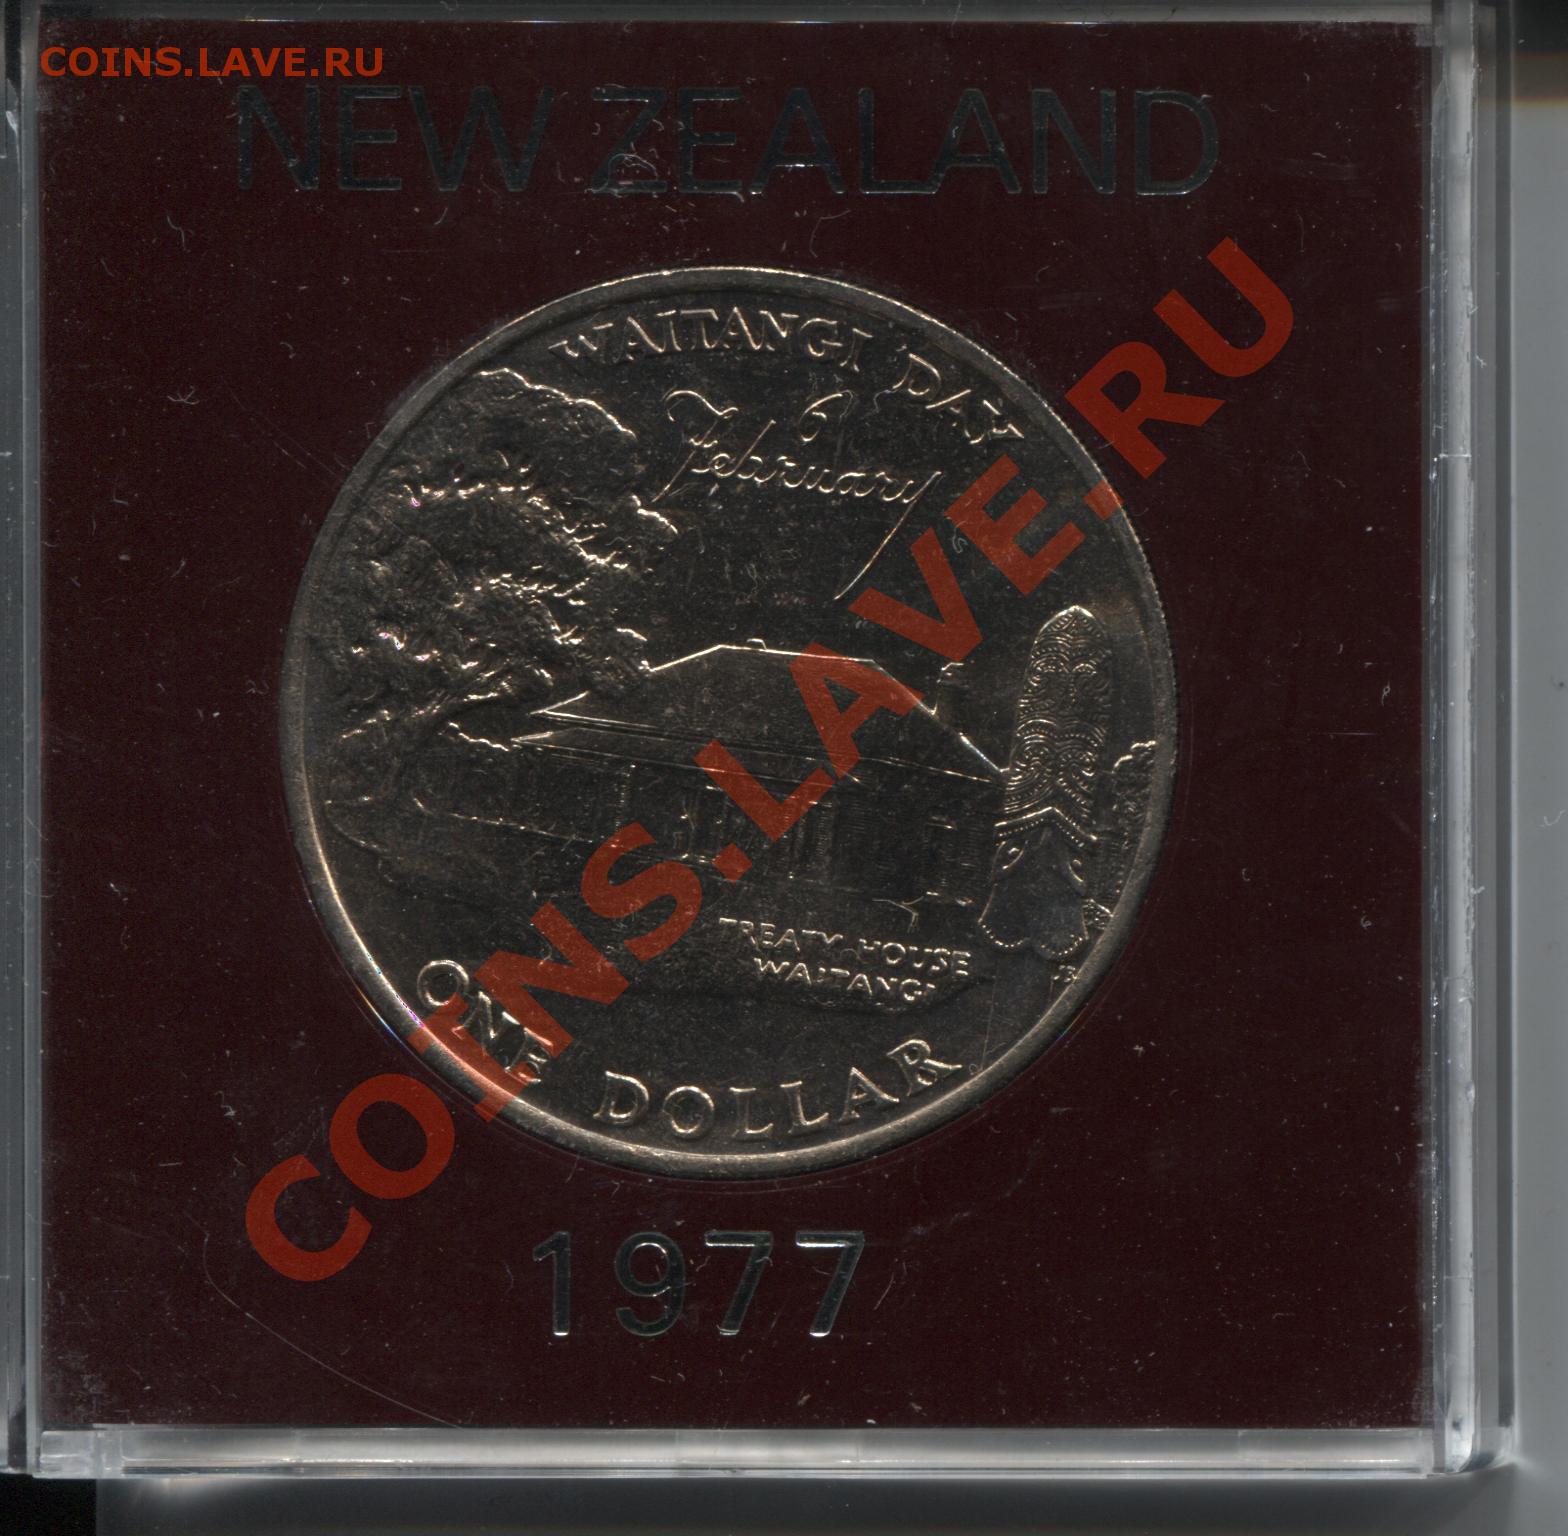 COINS.LAVE.RU
NEW ZEALAND
WAITANGI DAY
6
February
COINS.LAVE.RU
TREATY HOUSE
WAITANGI
ONE DOLLAR
1977